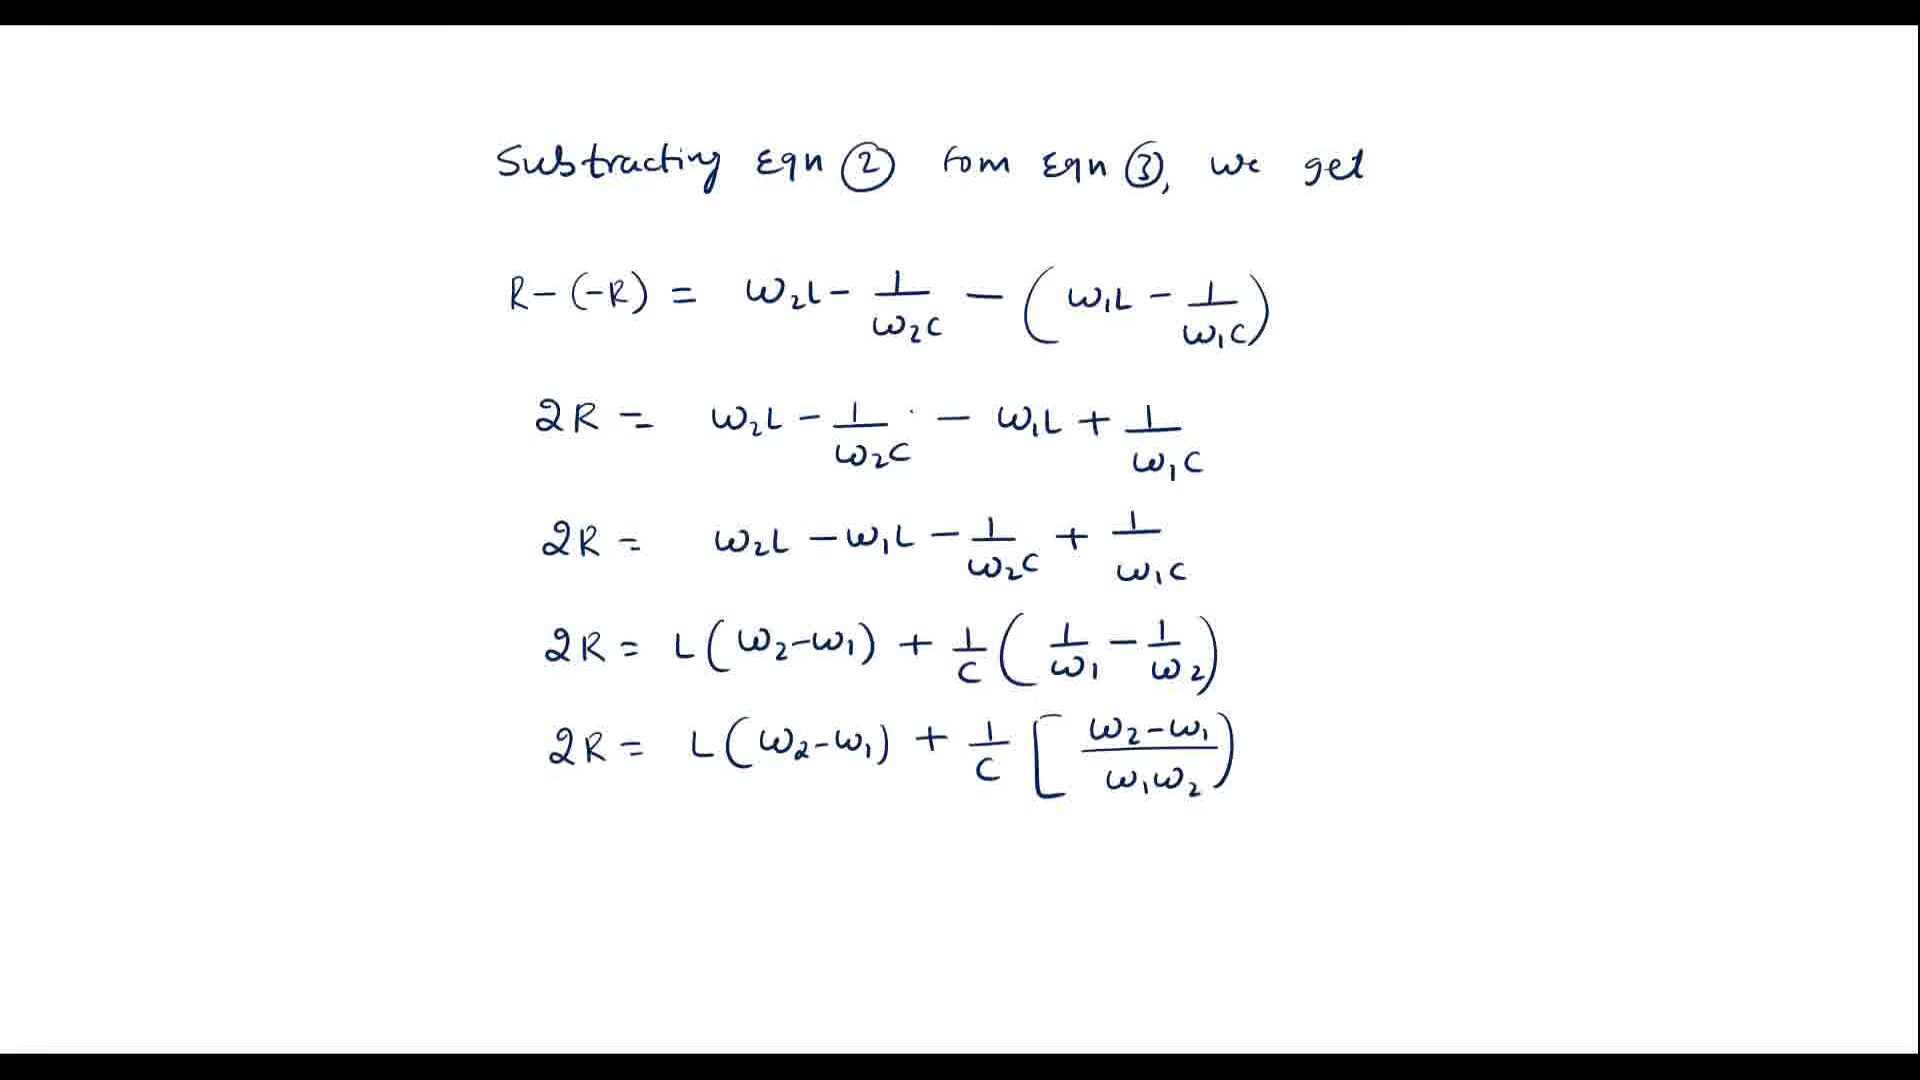 Subtracting Eqn ② fom Eqn ③, we get
R-(-R) = ω₂L - 1/ω₂C - (ω₁L - 1/ω₁C)
2R = ω₂L - 1/ω₂C - ω₁L + 1/ω₁C
2R = ω₂L - ω₁L - 1/ω₂C + 1/ω₁C
2R = L(ω₂-ω₁) + 1/C (1/ω₁ - 1/ω₂)
2R = L(ω₂-ω₁) + 1/C [ω₂-ω₁/ω₁ω₂)